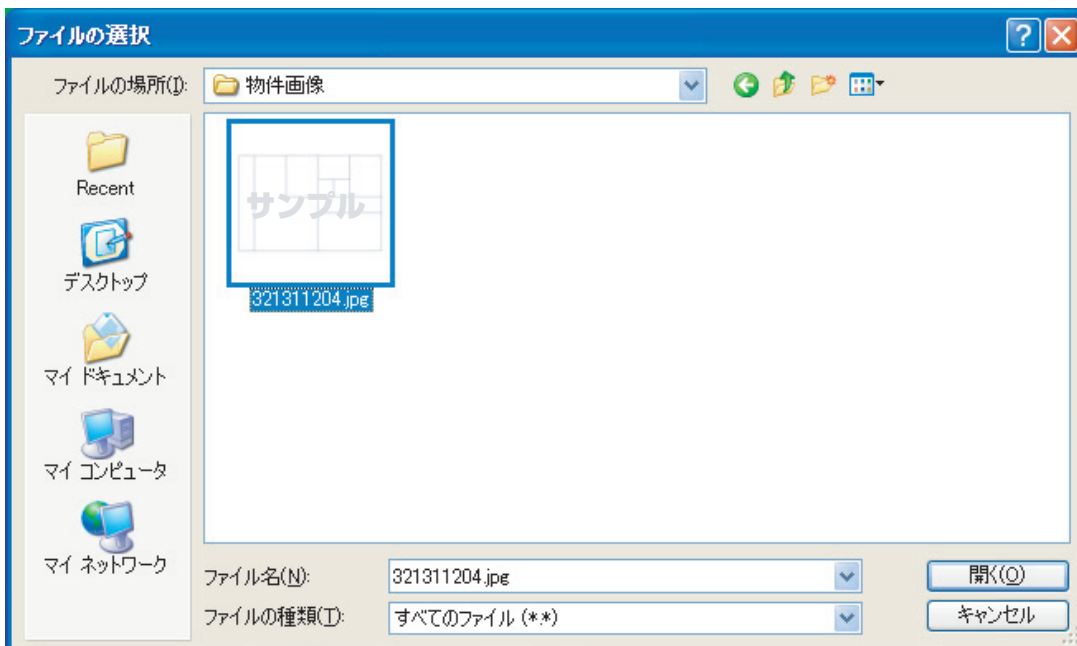 ファイルの選択
ファイルの場所(I):
物件画像
Recent
デスクトップ
マイ ドキュメント
マイ コンピュータ
マイ ネットワーク
サンプル
321311204.jpg
ファイル名(N):
321311204.jpg
開く(O)
ファイルの種類(T):
すべてのファイル (*.*)
キャンセル